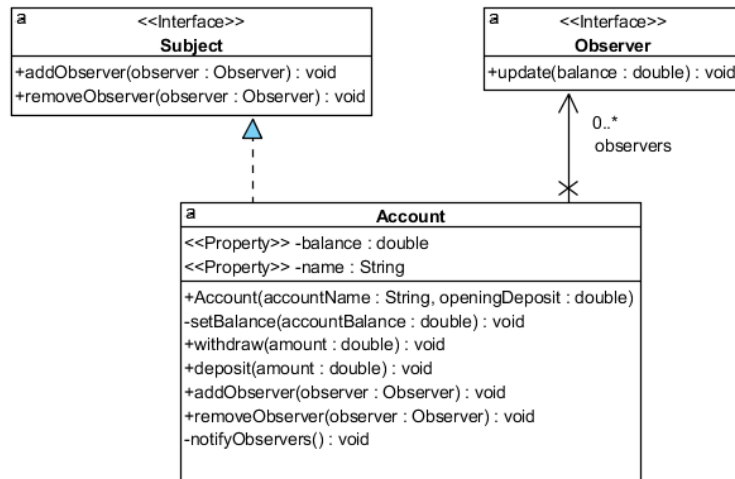 a
<<Interface>>
Subject
+addObserver(observer : Observer) : void
+removeObserver(observer : Observer) : void
a
<<Interface>>
Observer
+update(balance : double) : void
0..*
observers
a
Account
<<Property>> -balance : double
<<Property>> -name : String
+Account(accountName : String, openingDeposit : double)
-setBalance(accountBalance : double) : void
+withdraw(amount : double) : void
+deposit(amount : double) : void
+addObserver(observer : Observer) : void
+removeObserver(observer : Observer) : void
-notifyObservers() : void